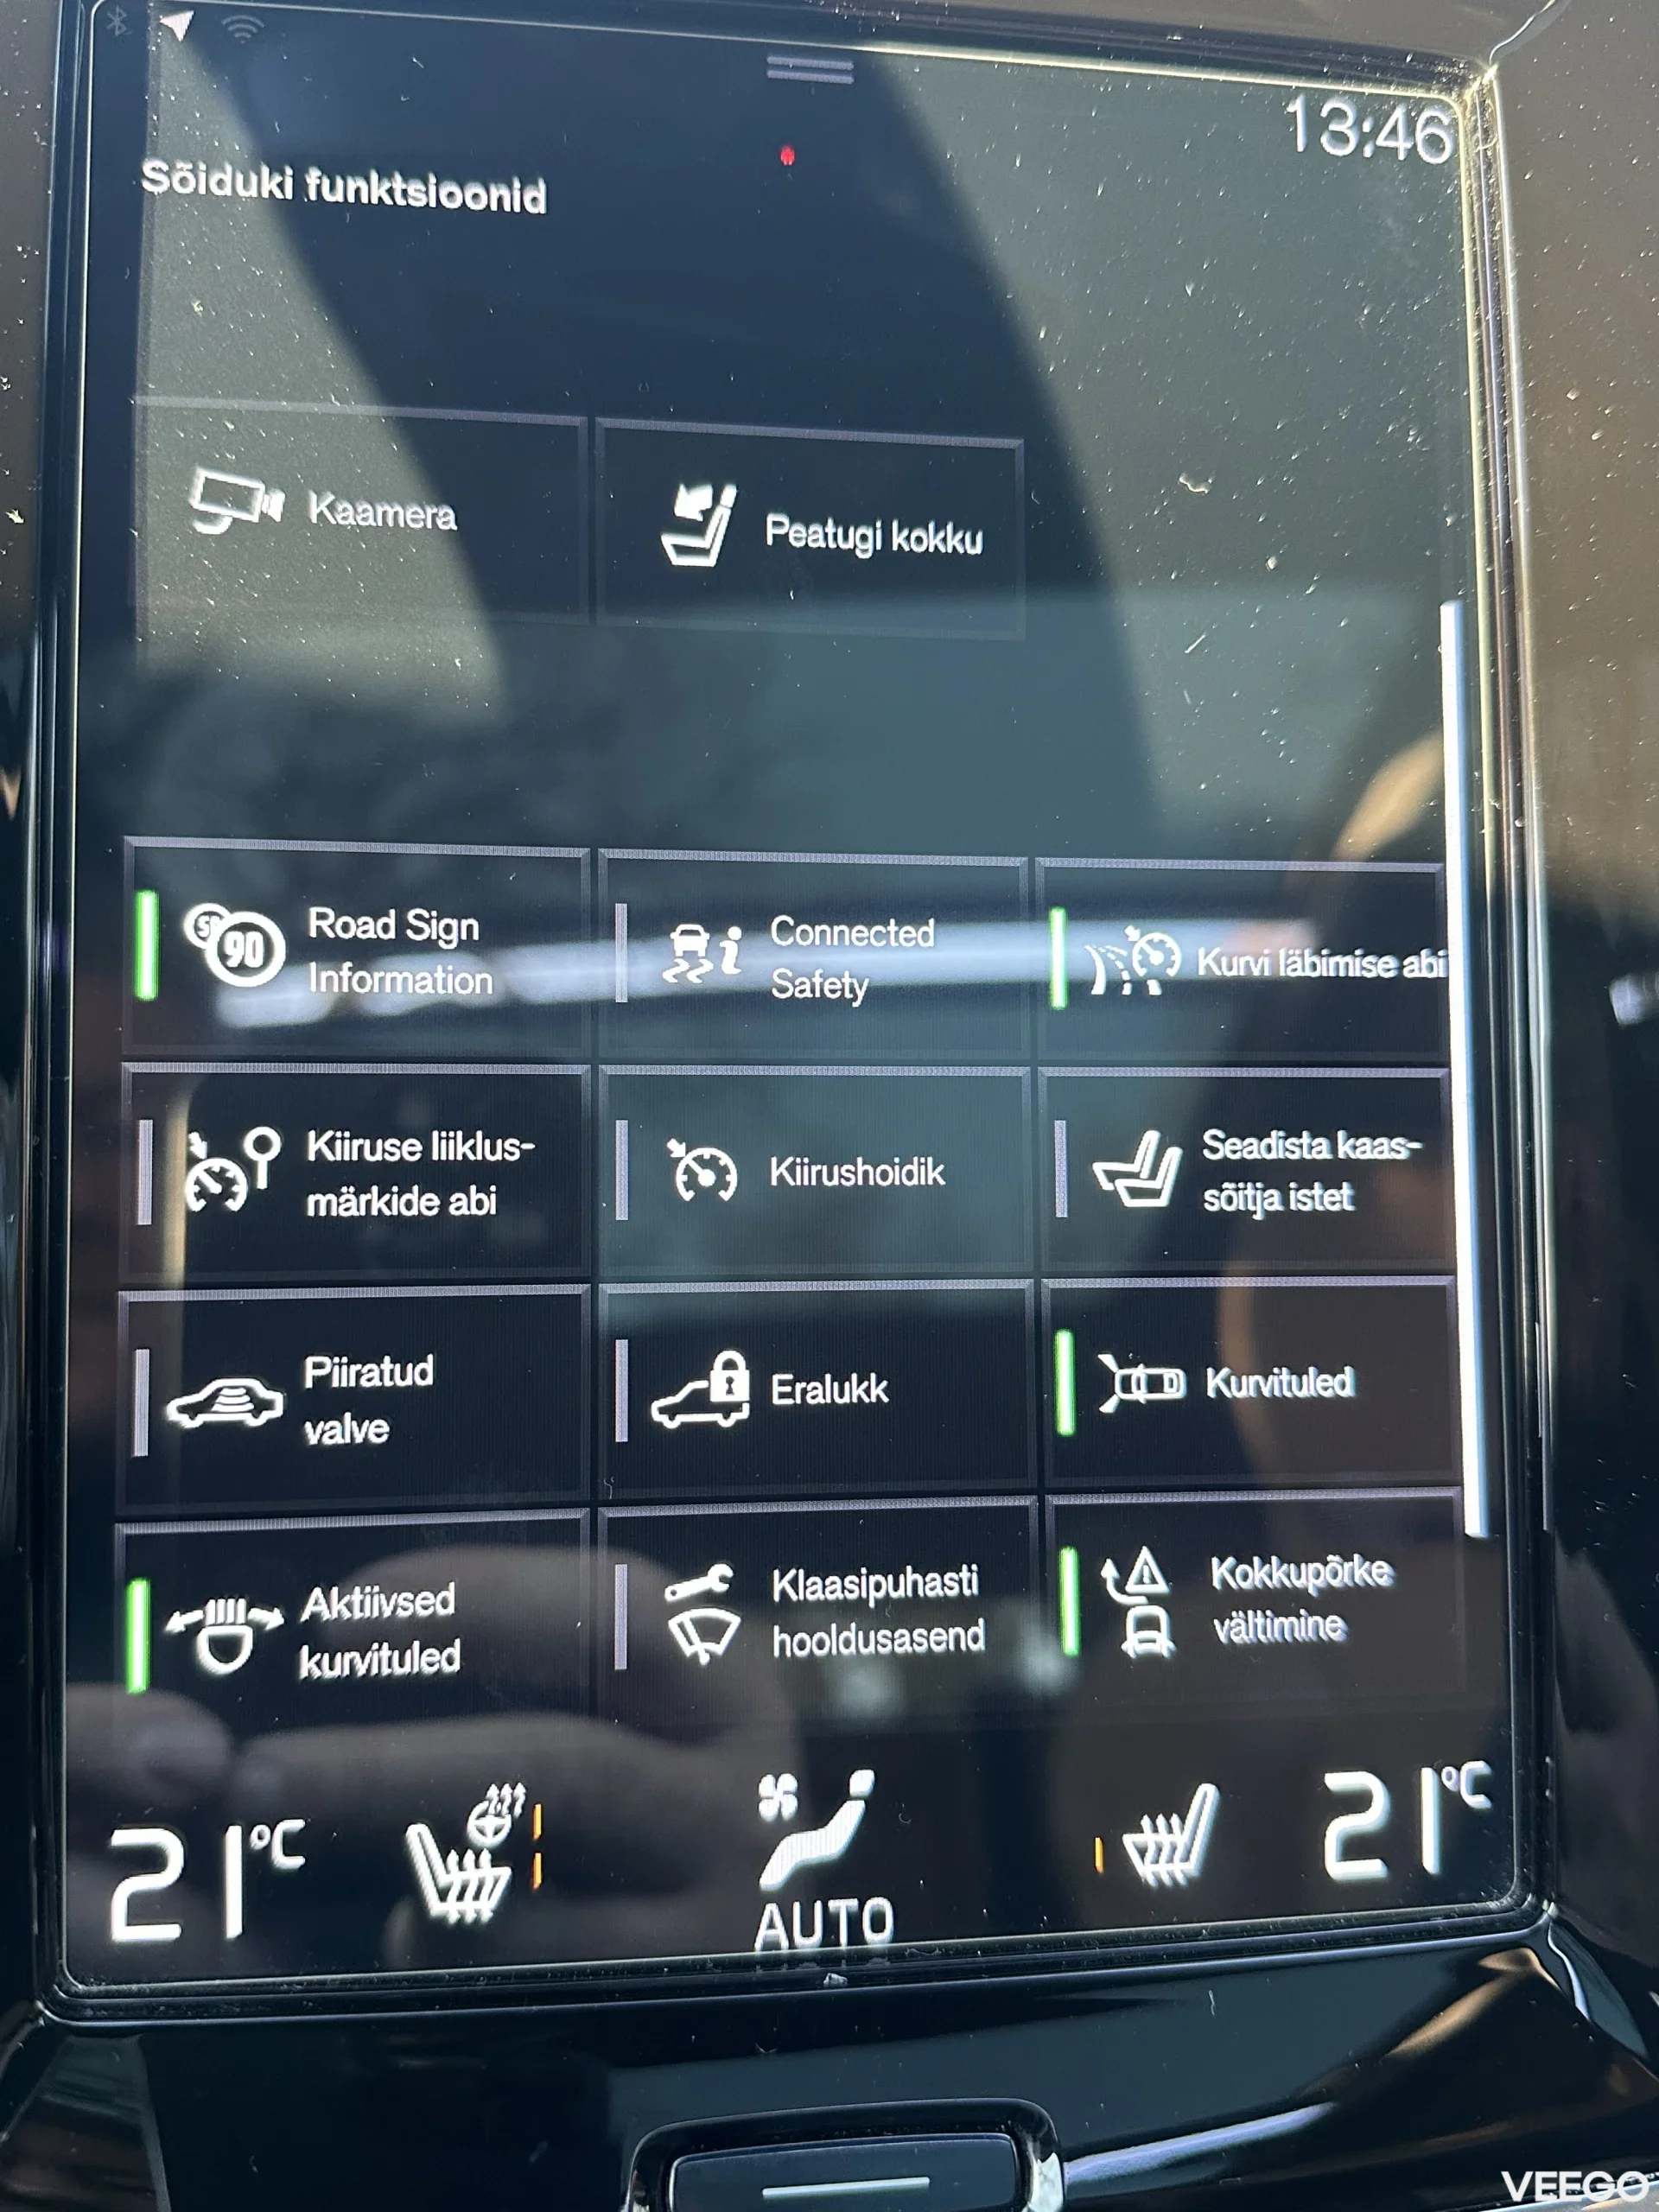 13:46
Sõiduki funktsioonid
Kaamera
Peatugi kokku
90
Road Sign
Information
Connected
Safety
Kurvi läbimise abi
Kiiruse liiklus-
märkide abi
Kiirushoidik
Seadista kaas-
sõitja istet
Piiratud
valve
Eralukk
Kurvituled
Aktiivsed
kurvituled
Klaasipuhasti
hooldusasend
Kokkupõrke
vältimine
21°C
AUTO
21°C
VEEGO